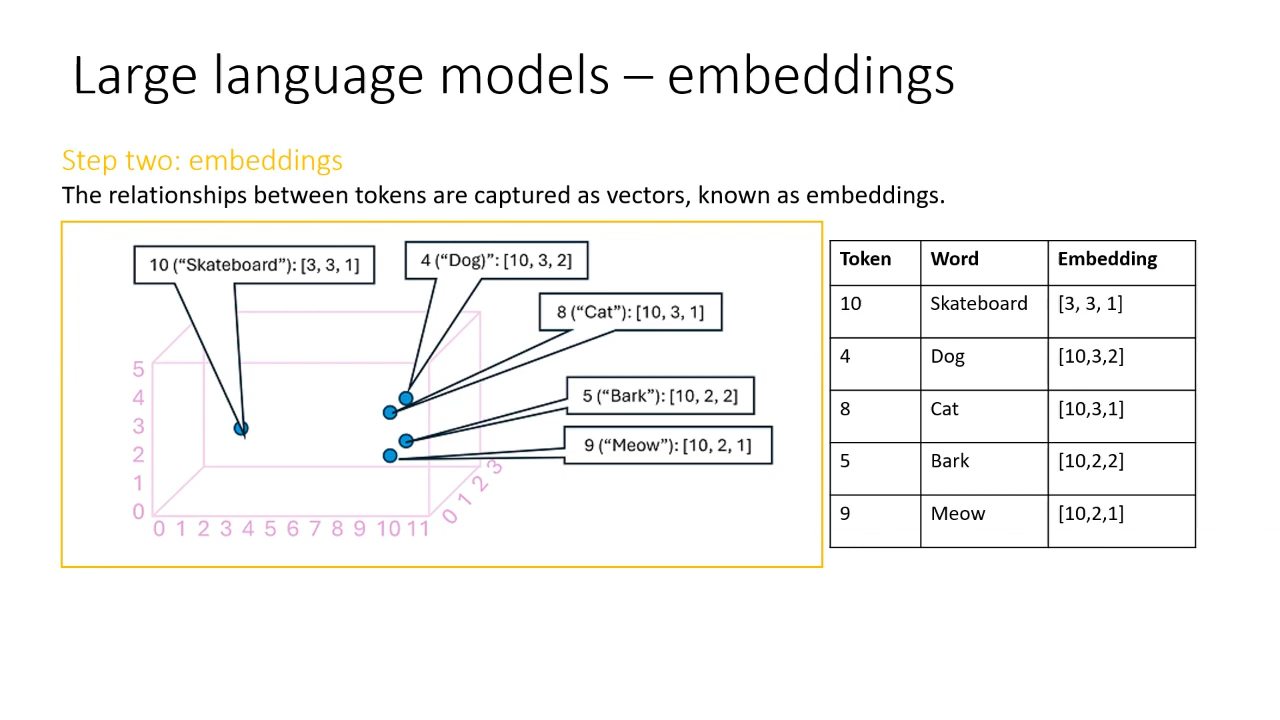 Large language models – embeddings
Step two: embeddings
The relationships between tokens are captured as vectors, known as embeddings.
10 (“Skateboard”): [3, 3, 1]
4 (“Dog)”: [10, 3, 2]
8 (“Cat”): [10, 3, 1]
5 (“Bark”): [10, 2, 2]
9 (“Meow”): [10, 2, 1]
5
4
3
2
1
0
0 1 2 3 4 5 6 7 8 9 10 11
0 1 2 3
Token Word Embedding
10 Skateboard [3, 3, 1]
4 Dog [10,3,2]
8 Cat [10,3,1]
5 Bark [10,2,2]
9 Meow [10,2,1]